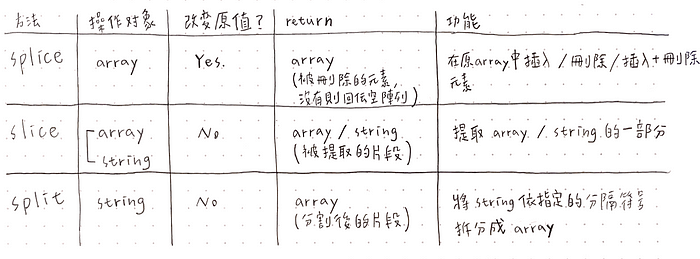 方法 操作対象 改変原值? return 功能
splice array Yes. array 在原array中插入/刪除/插入+刪除
(被刪除的元素, 元素
沒有則回傳空陣列)
slice array No array / string 提取 array / string 的一部分
string (被提取的片段)
split string No array 將 string 依指定的分隔符号
(分割後的片段) 拆分成 array